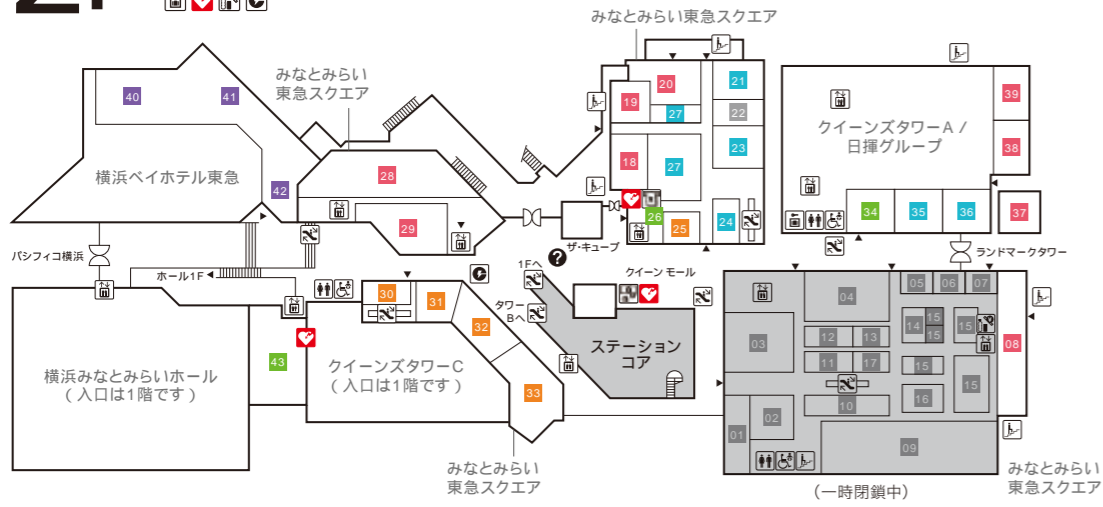 みなとみらい東急スクエア
みなとみらい
東急スクエア
40
41
42
横浜ベイホテル東急
28
29
パシフィコ横浜
ホール1F
19
20
27
21
22
23
18
27
26
25
24
ザ・キューブ
クイーンズタワーA /
日揮グループ
39
38
37
34
35
36
ランドマークタワー
1Fへ
タワー
Bへ
クイーン モール
ステーション
コア
30
31
32
33
43
横浜みなとみらいホール
(入口は1階です)
クイーンズタワーC
(入口は1階です)
みなとみらい
東急スクエア
01
02
03
04
05
06
07
08
09
10
11
12
13
14
15
15
15
15
15
16
17
(一時閉鎖中)
みなとみらい
東急スクエア